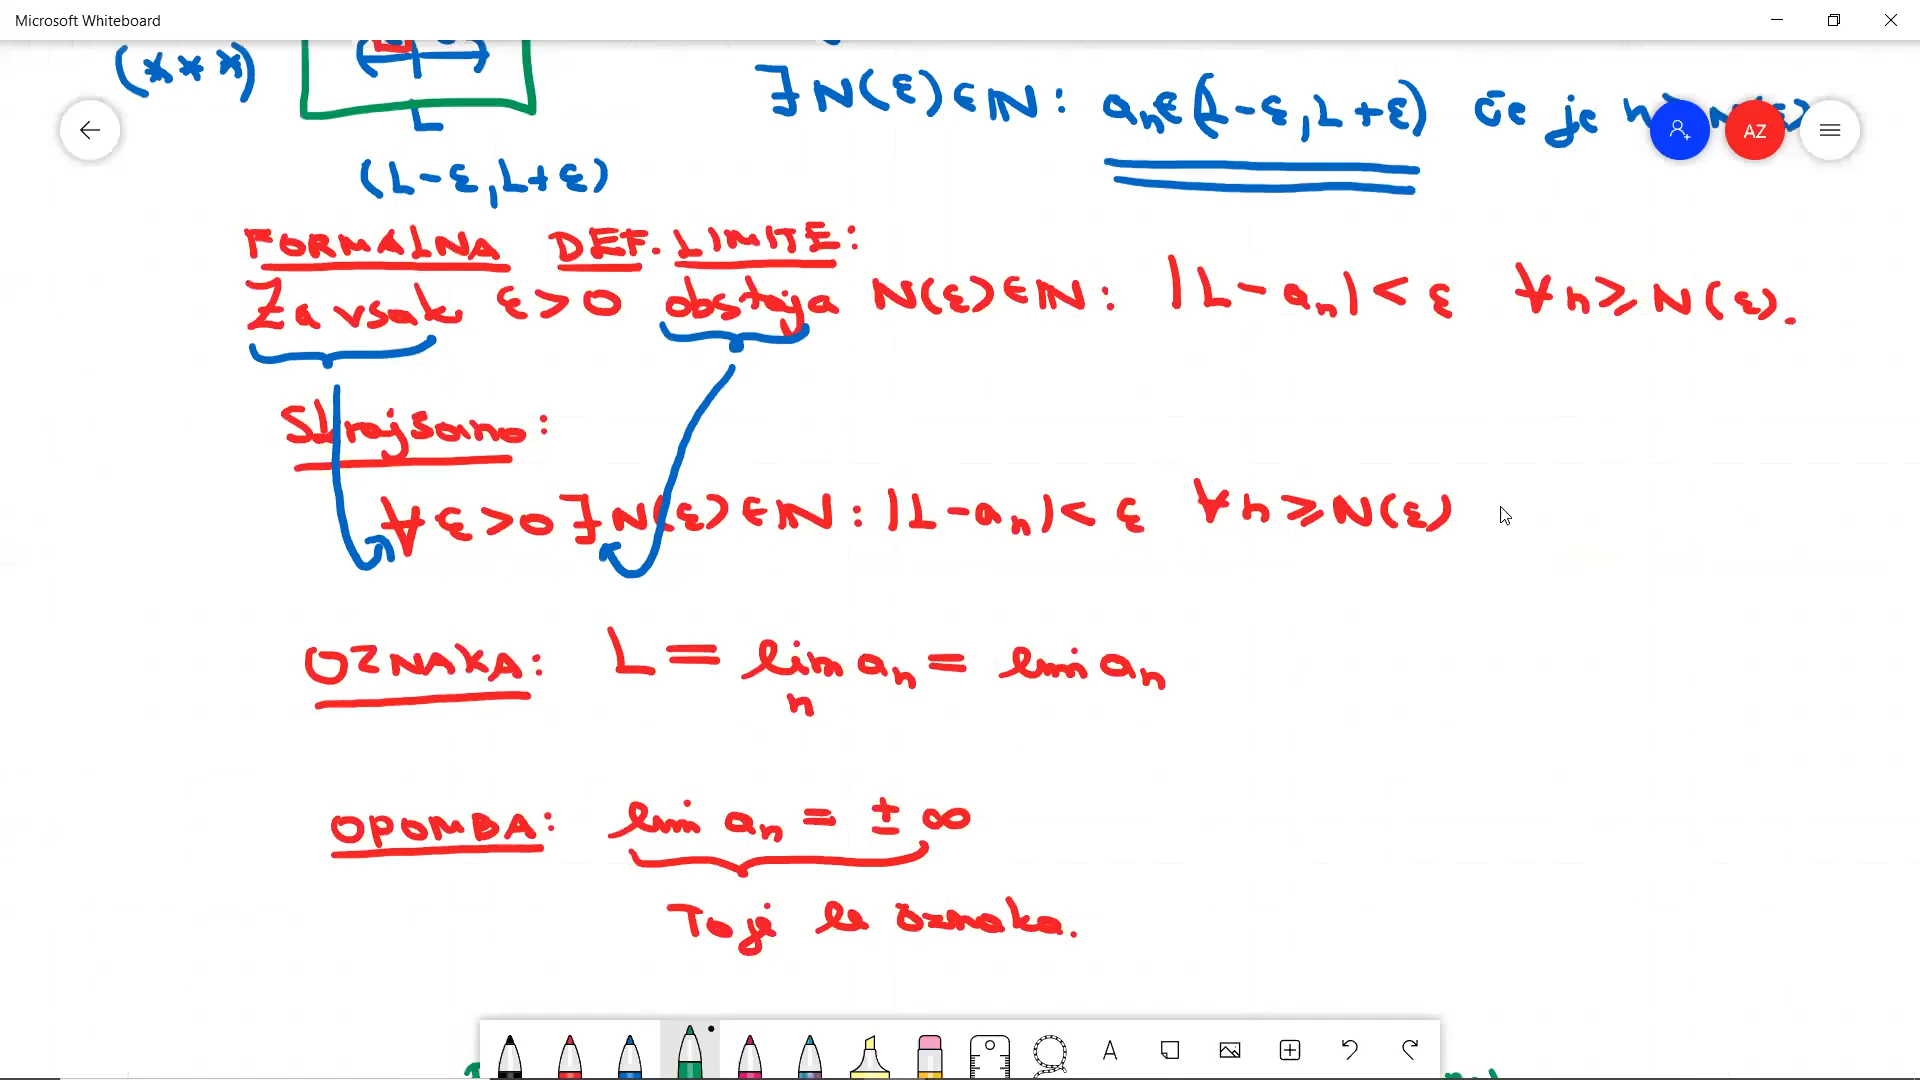 Microsoft Whiteboard
(***)
L
(L-ε, L+ε)
∃ N(ε) ∈ ℕ : aₙ ∈ (L-ε, L+ε) če je n
AZ
FORMALNA DEF. LIMITE:
Za vsak ε > 0 obstaja N(ε) ∈ ℕ : |L - aₙ| < ε ∀ n ≥ N(ε).
Skrajšano:
∀ ε > 0 ∃ N(ε) ∈ ℕ : |L - aₙ| < ε ∀ n ≥ N(ε)
OZNAKA: L = lim aₙ = lim aₙ
n
OPOMBA: lim aₙ = ± ∞
To je le oznaka.